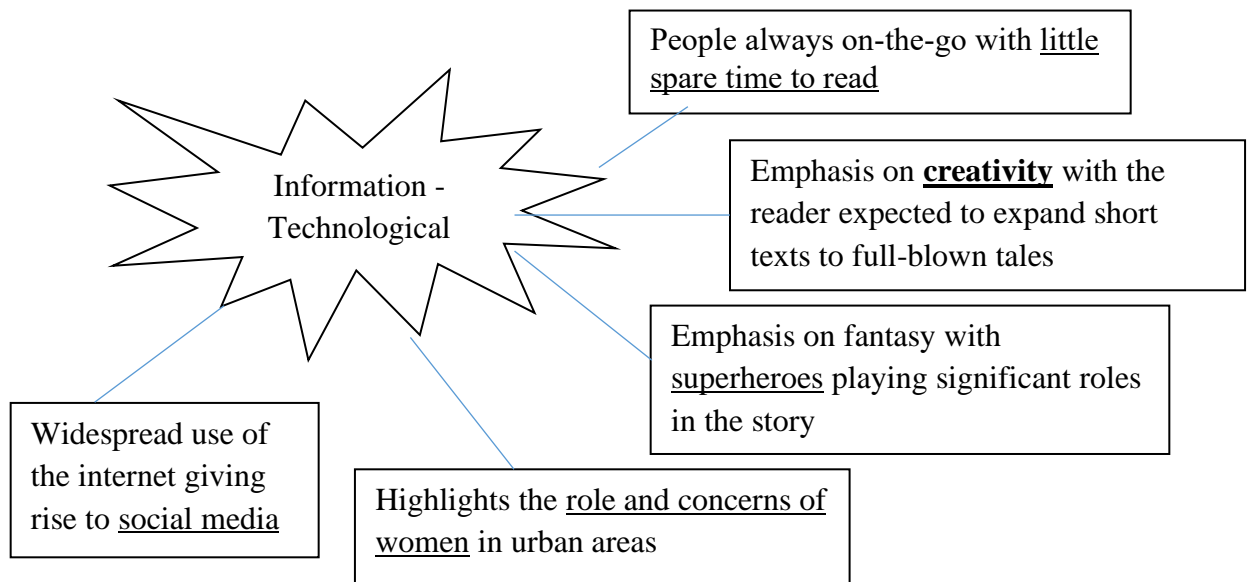 People always on-the-go with little
spare time to read
Information -
Technological
Emphasis on creativity with the
reader expected to expand short
texts to full-blown tales
Emphasis on fantasy with
superheroes playing significant roles
in the story
Widespread use of
the internet giving
rise to social media
Highlights the role and concerns of
women in urban areas